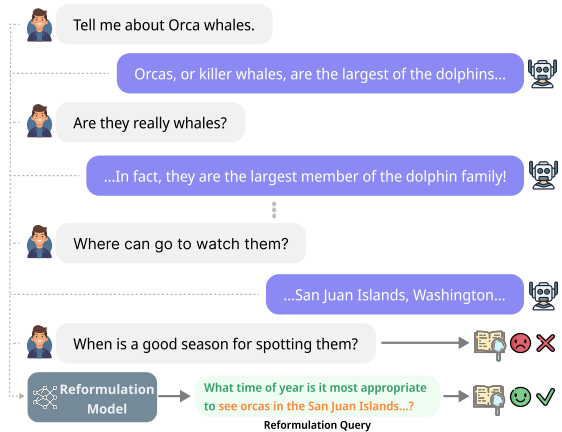 Tell me about Orca whales.
Orcas, or killer whales, are the largest of the dolphins...
Are they really whales?
...In fact, they are the largest member of the dolphin family!
Where can go to watch them?
...San Juan Islands, Washington...
When is a good season for spotting them?
Reformulation
Model
What time of year is it most appropriate
to see orcas in the San Juan Islands...?
Reformulation Query